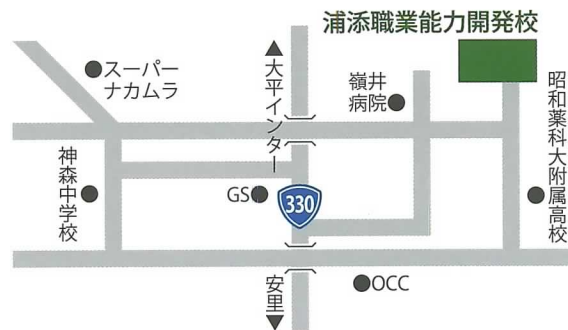 浦添職業能力開発校
●スーパー
ナカムラ
▲大平インター
嶺井
病院●
昭和薬科大附属高校
神森中学校
GS●
330
安里▼
●OCC